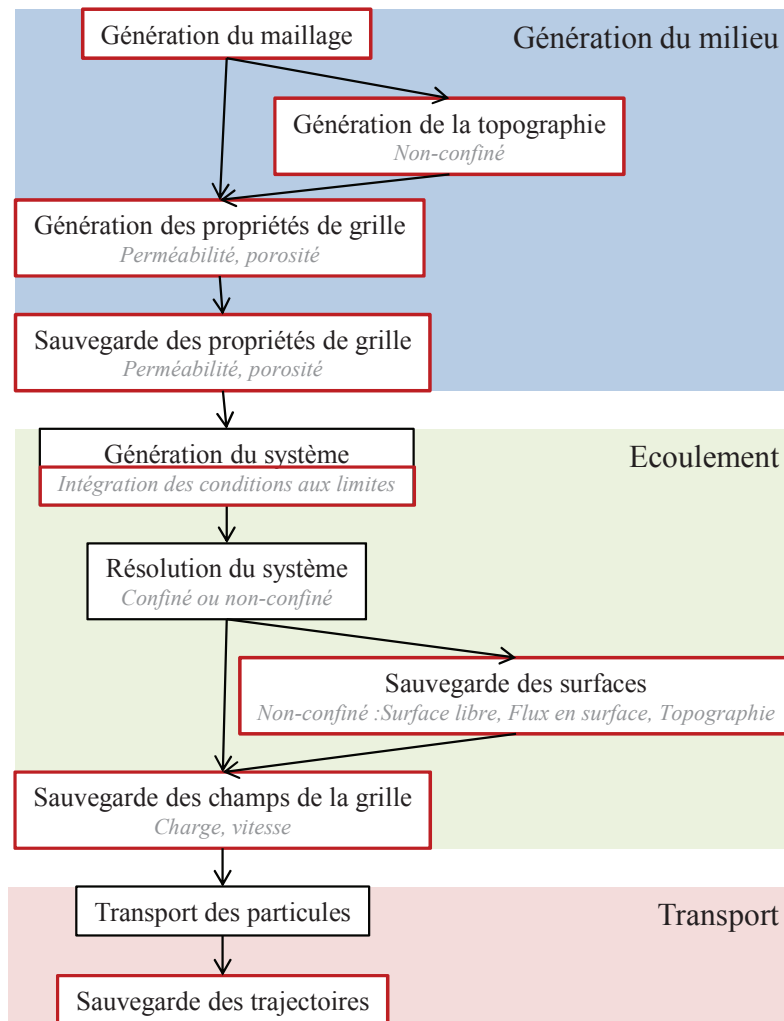 Génération du maillage
Génération du milieu
Génération de la topographie
Non-confiné
Génération des propriétés de grille
Perméabilité, porosité
Sauvegarde des propriétés de grille
Perméabilité, porosité
Génération du système
Ecoulement
Intégration des conditions aux limites
Résolution du système
Confiné ou non-confiné
Sauvegarde des surfaces
Non-confiné :Surface libre, Flux en surface, Topographie
Sauvegarde des champs de la grille
Charge, vitesse
Transport des particules
Transport
Sauvegarde des trajectoires